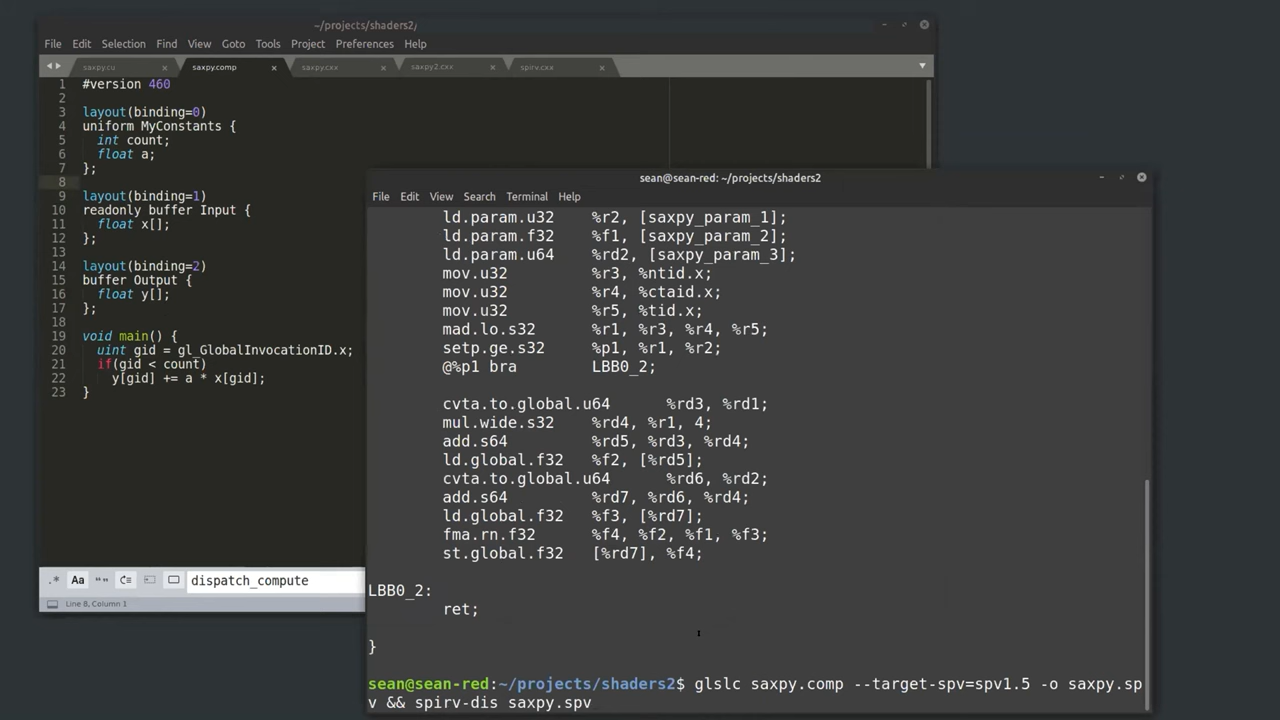 ~/projects/shaders2/
File Edit Selection Find View Goto Tools Project Preferences Help
saxpy.cu saxpy.comp saxpy.cxx saxpy2.cxx spirv.cxx
1 #version 460
2
3 layout(binding=0)
4 uniform MyConstants {
5 int count;
6 float a;
7 };
8
9 layout(binding=1)
10 readonly buffer Input {
11 float x[];
12 };
13
14 layout(binding=2)
15 buffer Output {
16 float y[];
17 };
18
19 void main() {
20 uint gid = gl_GlobalInvocationID.x;
21 if(gid < count)
22 y[gid] += a * x[gid];
23 }
.* Aa “” dispatch_compute
Line 8, Column 1
sean@sean-red: ~/projects/shaders2
File Edit View Search Terminal Help
ld.param.u32 %r2, [saxpy_param_1];
ld.param.f32 %f1, [saxpy_param_2];
ld.param.u64 %rd2, [saxpy_param_3];
mov.u32 %r3, %ntid.x;
mov.u32 %r4, %ctaid.x;
mov.u32 %r5, %tid.x;
mad.lo.s32 %r1, %r3, %r4, %r5;
setp.ge.s32 %p1, %r1, %r2;
@%p1 bra LBB0_2;
cvta.to.global.u64 %rd3, %rd1;
mul.wide.s32 %rd4, %r1, 4;
add.s64 %rd5, %rd3, %rd4;
ld.global.f32 %f2, [%rd5];
cvta.to.global.u64 %rd6, %rd2;
add.s64 %rd7, %rd6, %rd4;
ld.global.f32 %f3, [%rd7];
fma.rn.f32 %f4, %f2, %f1, %f3;
st.global.f32 [%rd7], %f4;
LBB0_2:
ret;
}
sean@sean-red:~/projects/shaders2$ glslc saxpy.comp --target-spv=spv1.5 -o saxpy.sp
v && spirv-dis saxpy.spv